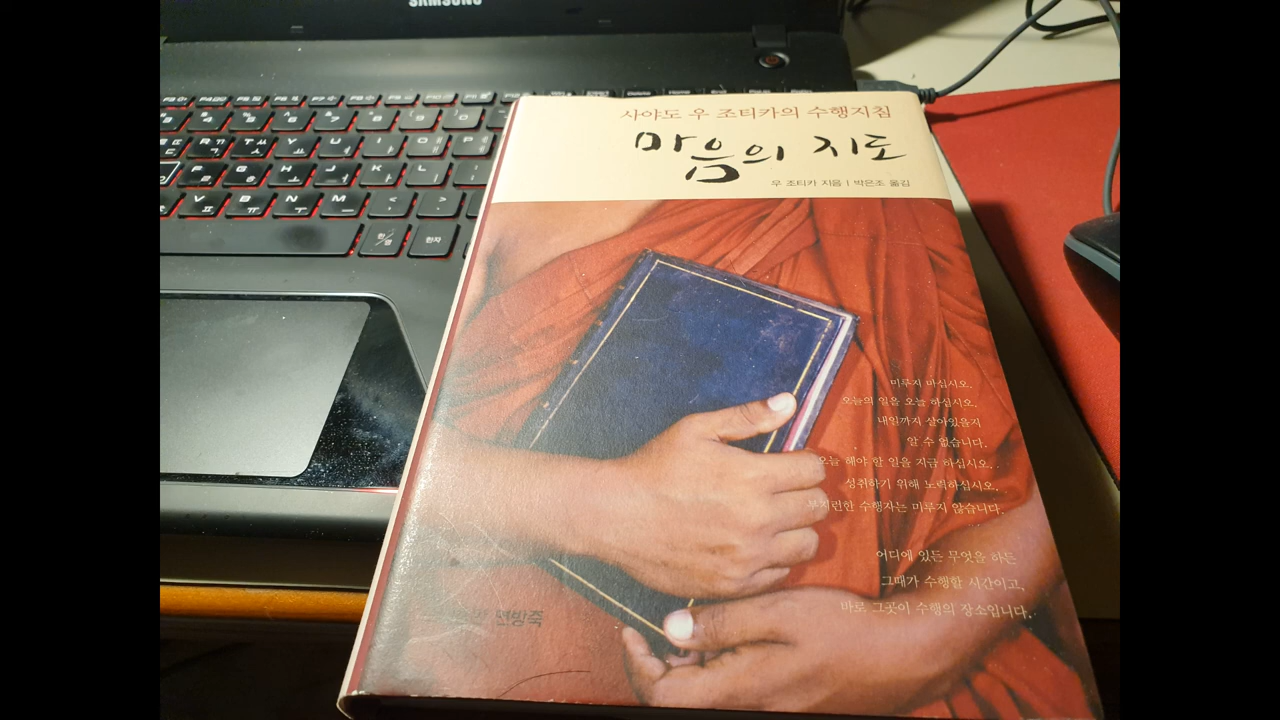 SAMSUNG
사야도 우 조티카의 수행지침
마음의 지도
우 조티카 지음 | 박은조 옮김
미루지 마십시오.
오늘의 일을 오늘 하십시오.
내일까지 살아있을지
알 수 없습니다.
오늘 해야 할 일을 지금 하십시오.
성취하기 위해 노력하십시오.
부지런한 수행자는 미루지 않습니다.
어디에 있든 무엇을 하든
그때가 수행할 시간이고,
바로 그곳이 수행의 장소입니다.
연방죽
R T Y U I O P
F G H J K L
V B N M
한/영 한자